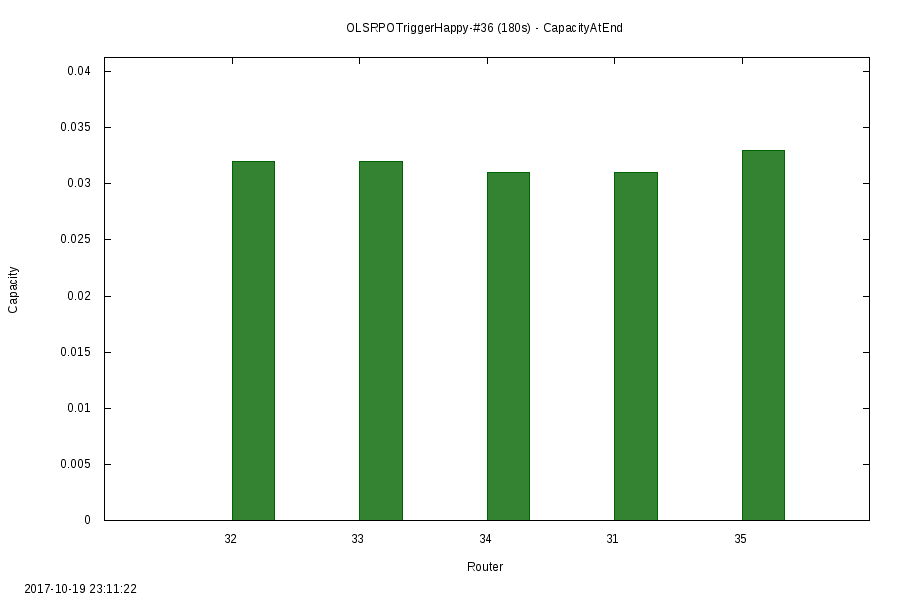 OLSRPOTriggerHappy-#36 (180s) - CapacityAtEnd
0.04
0.035
0.03
0.025
0.02
0.015
0.01
0.005
0
Capacity
32 33 34 31 35
Router
2017-10-19 23:11:22